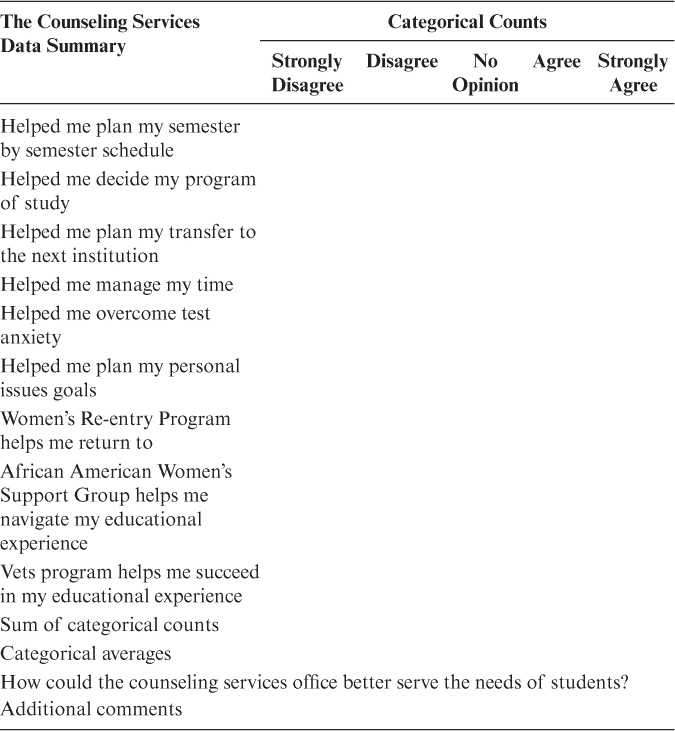 The Counseling Services Categorical Counts
Data Summary
Strongly Disagree No Agree Strongly
Disagree Opinion Agree
Helped me plan my semester
by semester schedule
Helped me decide my program
of study
Helped me plan my transfer to
the next institution
Helped me manage my time
Helped me overcome test
anxiety
Helped me plan my personal
issues goals
Women’s Re-entry Program
helps me return to
African American Women’s
Support Group helps me
navigate my educational
experience
Vets program helps me succeed
in my educational experience
Sum of categorical counts
Categorical averages
How could the counseling services office better serve the needs of students?
Additional comments